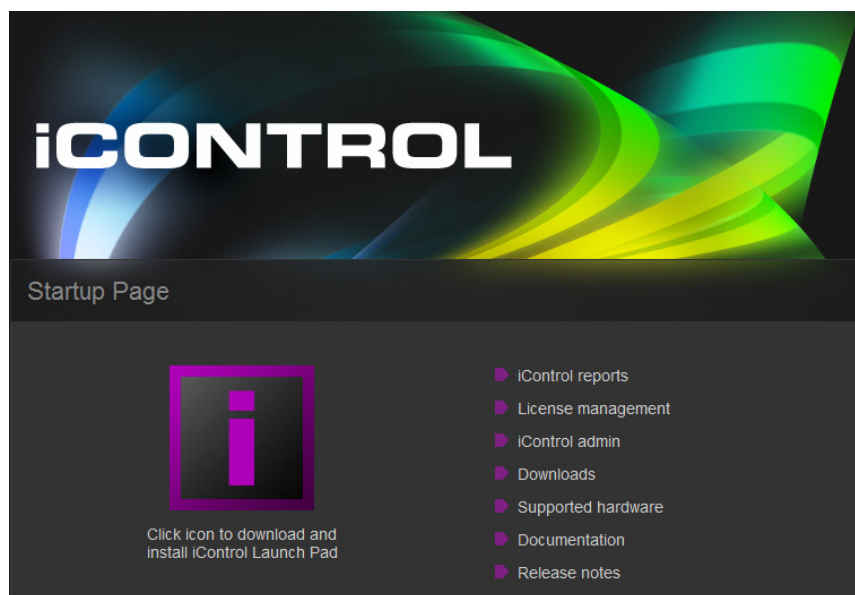 iCONTROL
Startup Page
i
Click icon to download and
install iControl Launch Pad
iControl reports
License management
iControl admin
Downloads
Supported hardware
Documentation
Release notes